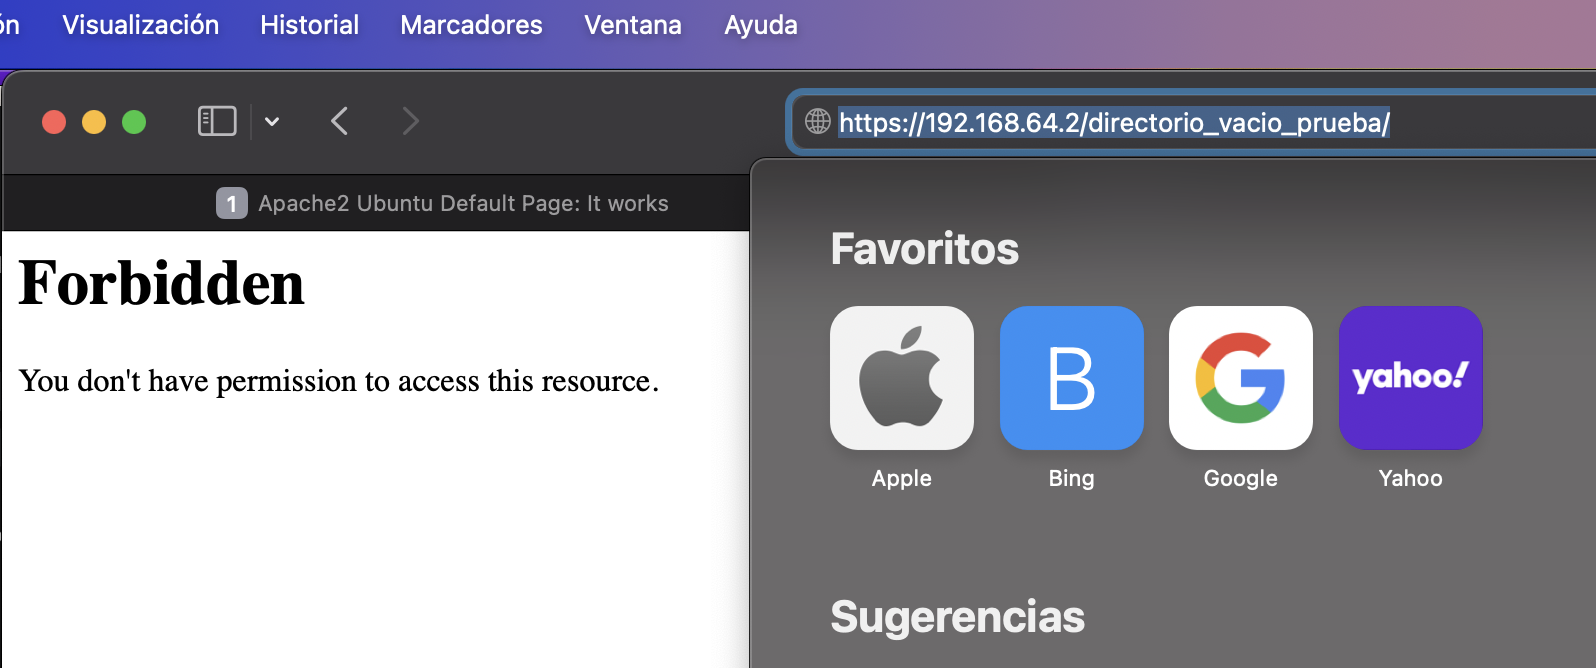 ón Visualización Historial Marcadores Ventana Ayuda
https://192.168.64.2/directorio_vacio_prueba/
1 Apache2 Ubuntu Default Page: It works
Forbidden
You don't have permission to access this resource.
Favoritos
B
yahoo!
Apple Bing Google Yahoo
Sugerencias